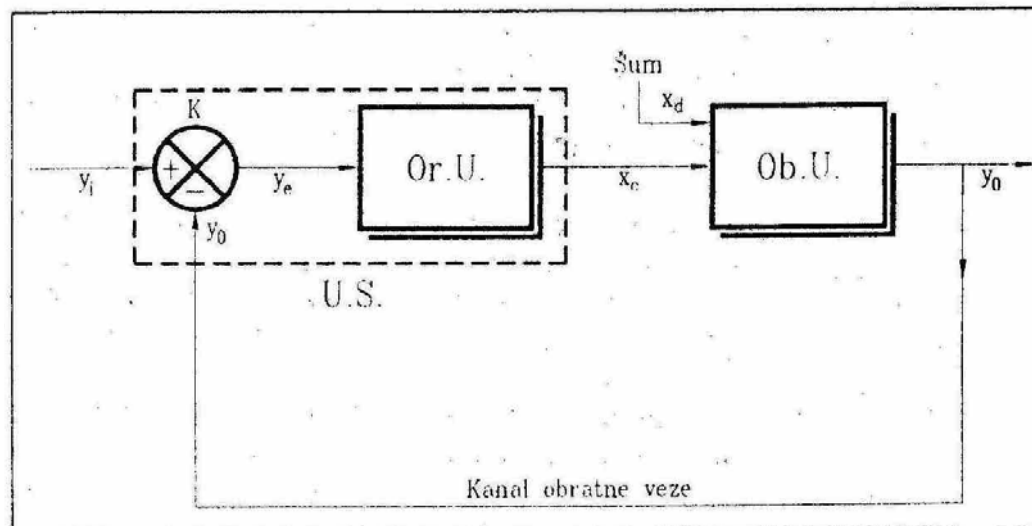 Šum
x_d
K
+
−
y_i
y_e
Or.U.
x_c
Ob.U.
y_0
y_0
U.S.
Kanal obratne veze